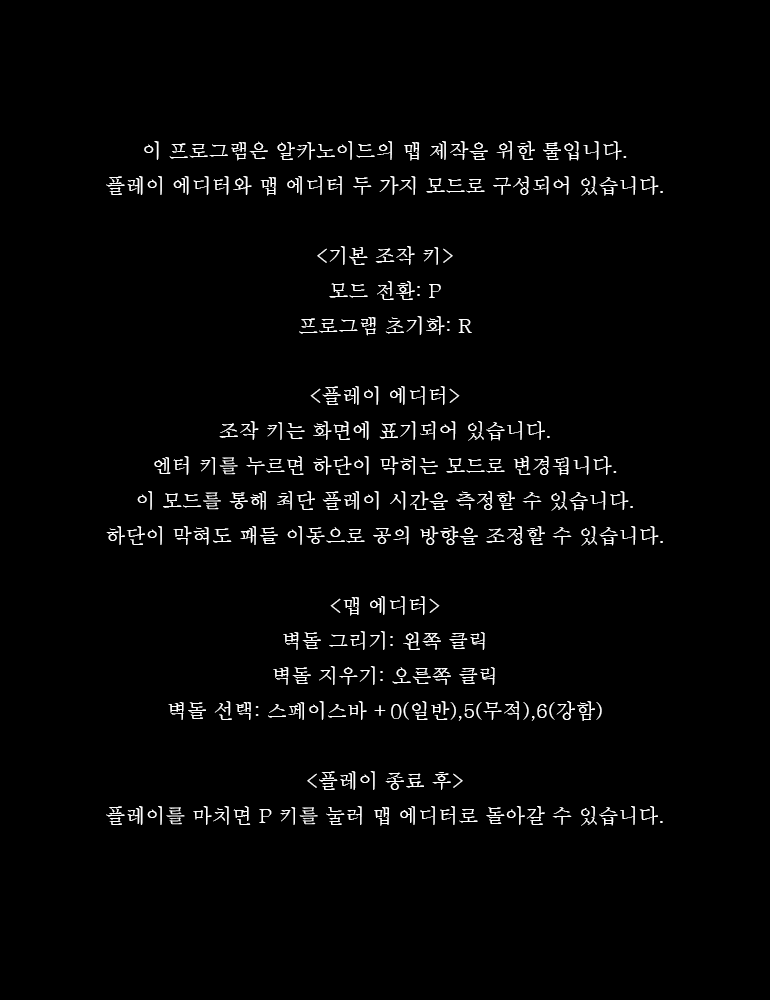 이 프로그램은 알카노이드의 맵 제작을 위한 툴입니다.
플레이 에디터와 맵 에디터 두 가지 모드로 구성되어 있습니다.
<기본 조작 키>
모드 전환: P
프로그램 초기화: R
<플레이 에디터>
조작 키는 화면에 표기되어 있습니다.
엔터 키를 누르면 하단이 막히는 모드로 변경됩니다.
이 모드를 통해 최단 플레이 시간을 측정할 수 있습니다.
하단이 막혀도 패들 이동으로 공의 방향을 조정할 수 있습니다.
<맵 에디터>
벽돌 그리기: 왼쪽 클릭
벽돌 지우기: 오른쪽 클릭
벽돌 선택: 스페이스바 + 0(일반),5(무적),6(강함)
<플레이 종료 후>
플레이를 마치면 P 키를 눌러 맵 에디터로 돌아갈 수 있습니다.